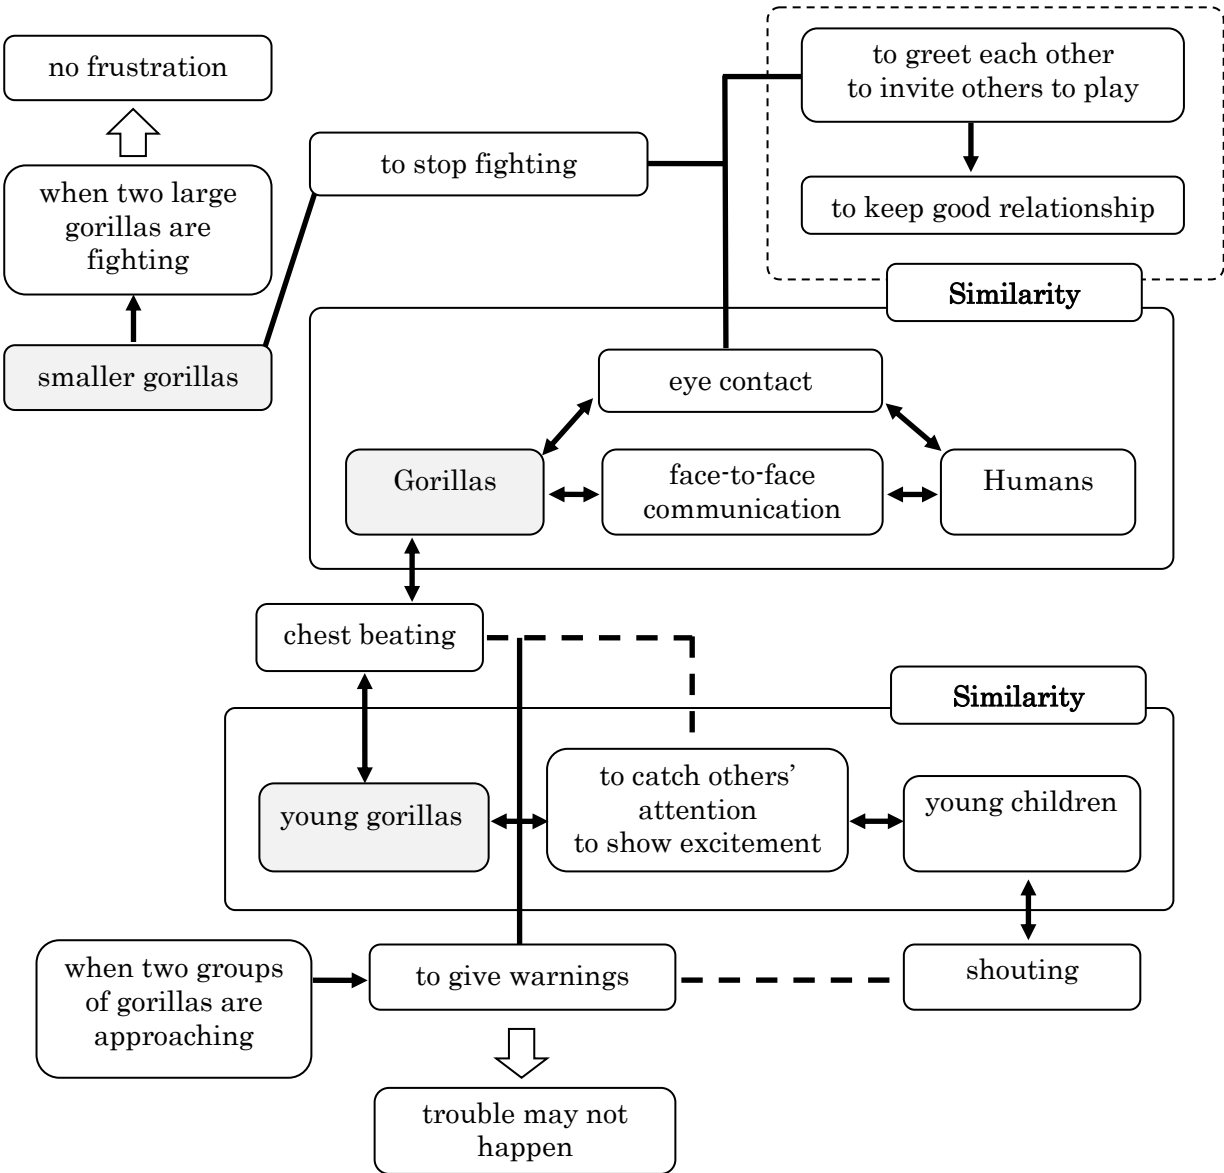 no frustration
to greet each other
to invite others to play
to stop fighting
when two large
gorillas are
fighting
to keep good relationship
Similarity
smaller gorillas
eye contact
Gorillas
face-to-face
communication
Humans
chest beating
Similarity
to catch others’
attention
to show excitement
young gorillas
young children
when two groups
of gorillas are
approaching
to give warnings
shouting
trouble may not
happen